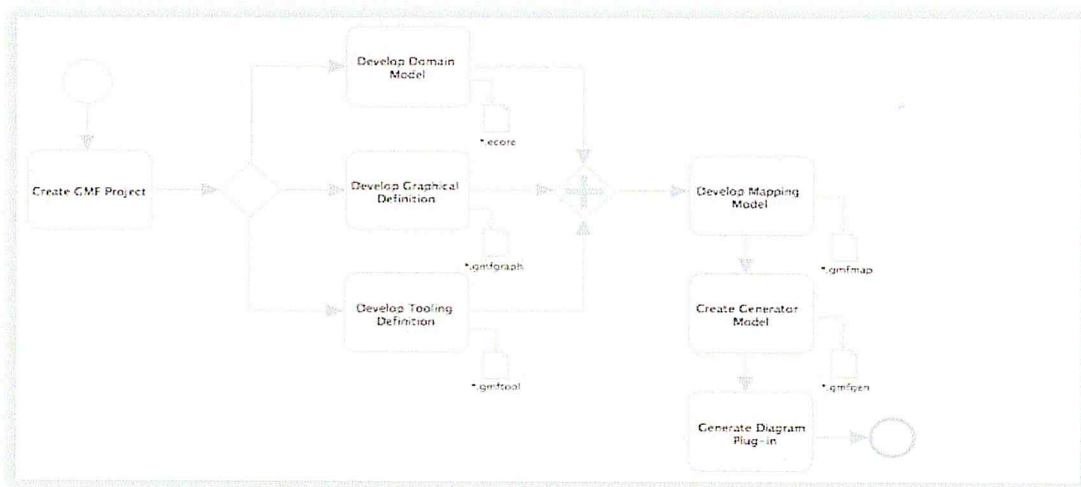 Develop Domain
Model
*.ecore
Create GMF Project
Develop Graphical
Definition
*.gmfgraph
Develop Tooling
Definition
*.gmftool
Develop Mapping
Model
*.gmfmap
Create Generator
Model
*.gmfgen
Generate Diagram
Plug-in